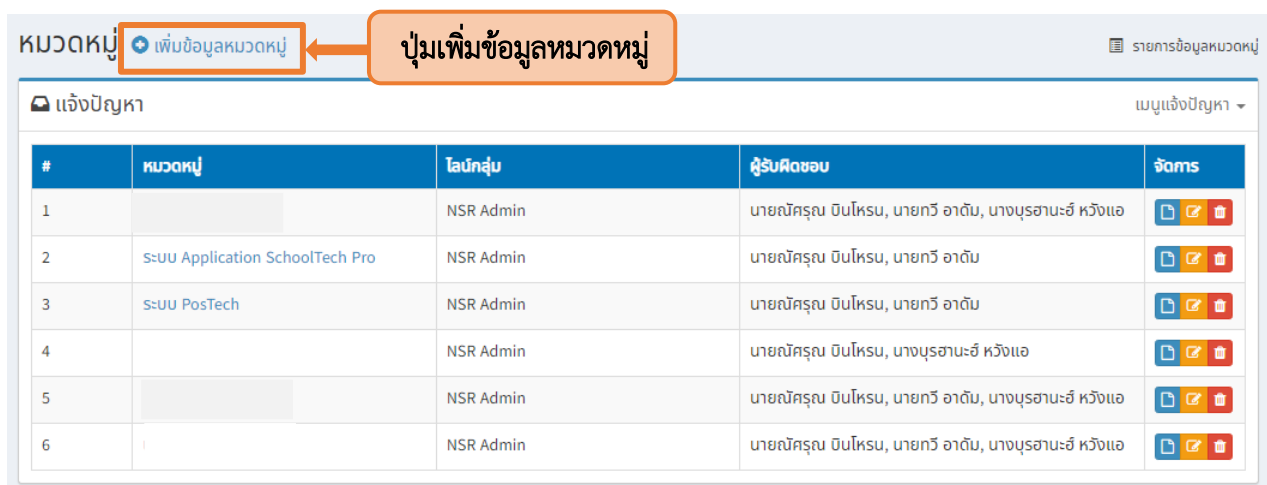 หมวดหมู่ เพิ่มข้อมูลหมวดหมู่ ปุ่มเพิ่มข้อมูลหมวดหมู่ รายการข้อมูลหมวดหมู่
แจ้งปัญหา เมนูแจ้งปัญหา
# หมวดหมู่ ไลน์กลุ่ม ผู้รับผิดชอบ จัดการ
1 NSR Admin นายณัศรุณ บินโหรน, นายทวี อาดัม, นางบุรฮานะฮ์ หวังแอ
2 ระบบ Application SchoolTech Pro NSR Admin นายณัศรุณ บินโหรน, นายทวี อาดัม
3 ระบบ PosTech NSR Admin นายณัศรุณ บินโหรน, นายทวี อาดัม
4 NSR Admin นายณัศรุณ บินโหรน, นางบุรฮานะฮ์ หวังแอ
5 NSR Admin นายณัศรุณ บินโหรน, นายทวี อาดัม, นางบุรฮานะฮ์ หวังแอ
6 NSR Admin นายณัศรุณ บินโหรน, นายทวี อาดัม, นางบุรฮานะฮ์ หวังแอ